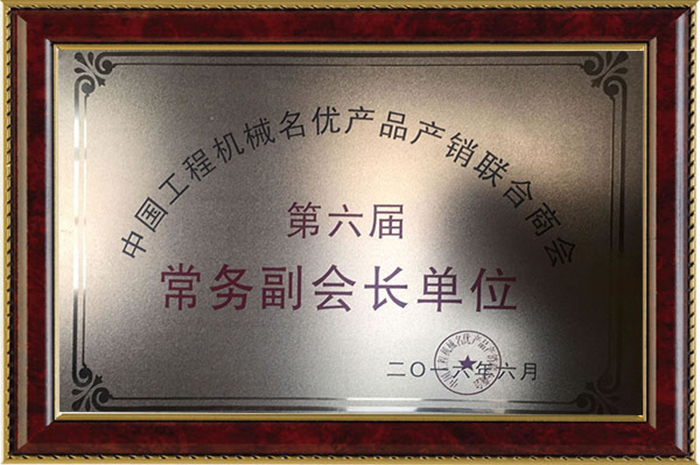 中国工程机械名优产品产销联合商会
第六届
常务副会长单位
二〇一六年六月